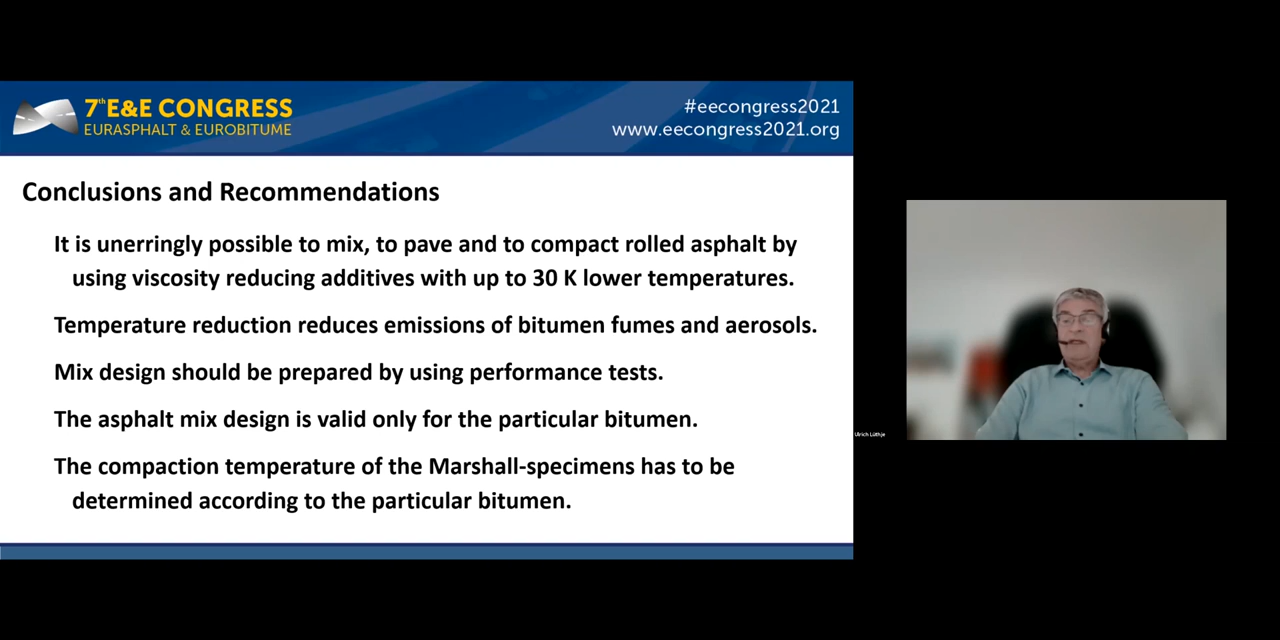 7th E&E CONGRESS
EURASPHALT & EUROBITUME
#eecongress2021
www.eecongress2021.org
Conclusions and Recommendations
It is unerringly possible to mix, to pave and to compact rolled asphalt by
using viscosity reducing additives with up to 30 K lower temperatures.
Temperature reduction reduces emissions of bitumen fumes and aerosols.
Mix design should be prepared by using performance tests.
The asphalt mix design is valid only for the particular bitumen.
The compaction temperature of the Marshall-specimens has to be
determined according to the particular bitumen.
Ulrich Lüthje